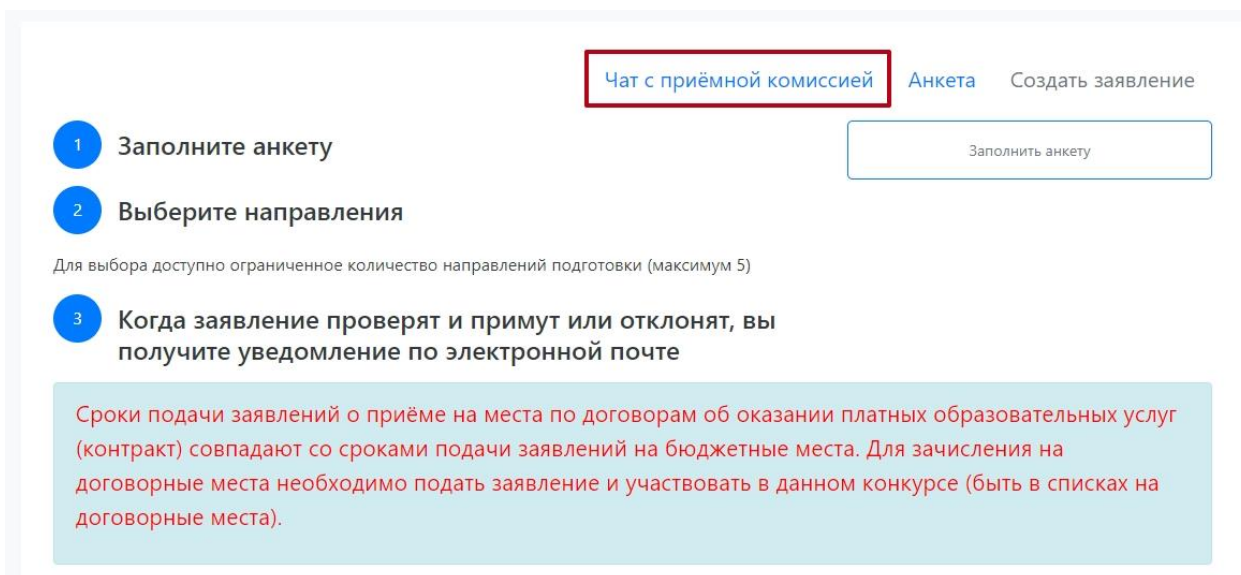 Чат с приёмной комиссией Анкета Создать заявление
1 Заполните анкету
Заполнить анкету
2 Выберите направления
Для выбора доступно ограниченное количество направлений подготовки (максимум 5)
3 Когда заявление проверят и примут или отклонят, вы
получите уведомление по электронной почте
Сроки подачи заявлений о приёме на места по договорам об оказании платных образовательных услуг
(контракт) совпадают со сроками подачи заявлений на бюджетные места. Для зачисления на
договорные места необходимо подать заявление и участвовать в данном конкурсе (быть в списках на
договорные места).